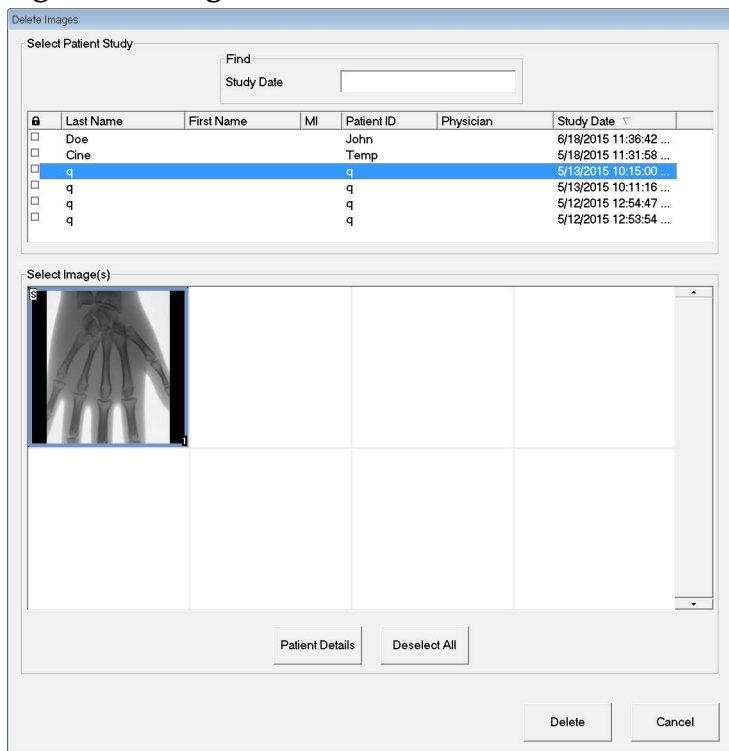 Delete Images
Select Patient Study
Find
Study Date
Last Name First Name MI Patient ID Physician Study Date
Doe John 6/18/2015 11:36:42 ...
Cine Temp 5/18/2015 11:31:58 ...
q q 5/13/2015 10:15:00 ...
q q 5/13/2015 10:11:16 ...
q q 5/12/2015 12:54:47 ...
q q 5/12/2015 12:53:54 ...
Select Image(s)
S
1
Patient Details Deselect All
Delete Cancel